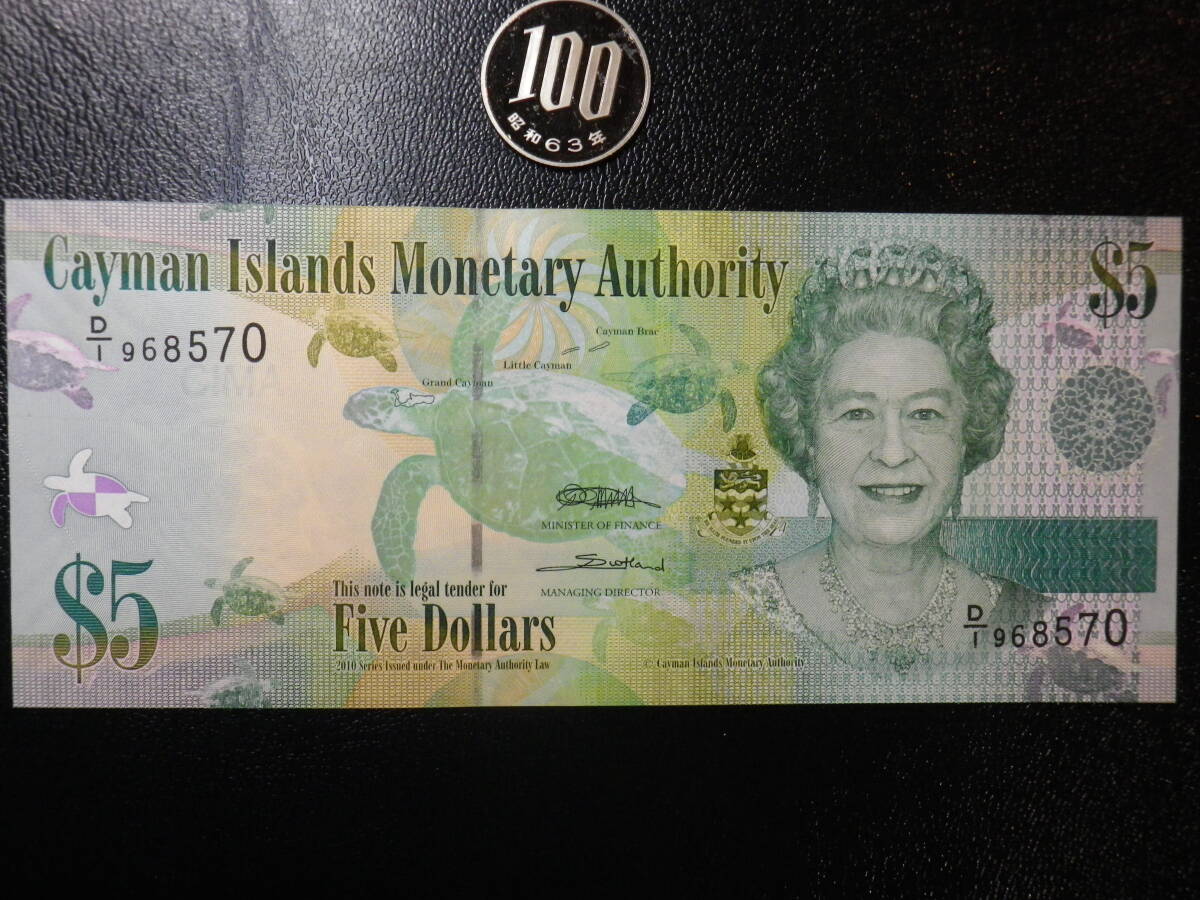 100
昭和63年
Cayman Islands Monetary Authority
$5
D/1 968570
CIMA
Cayman Brac
Little Cayman
Grand Cayman
MINISTER OF FINANCE
Scotland
MANAGING DIRECTOR
This note is legal tender for
Five Dollars
2010 Series Issued under The Monetary Authority Law
$5
© Cayman Islands Monetary Authority
D/1 968570